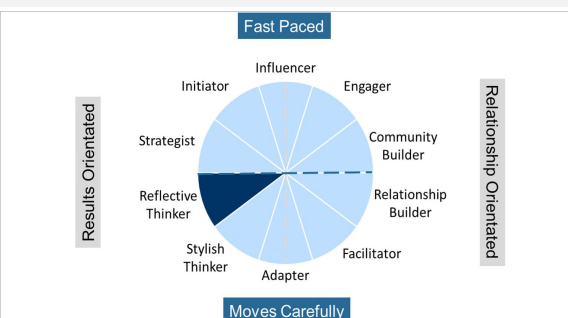 Fast Paced
Influencer
Initiator
Engager
Strategist
Community
Builder
Results Orientated
Relationship Orientated
Reflective
Thinker
Relationship
Builder
Stylish
Thinker
Facilitator
Adapter
Moves Carefully